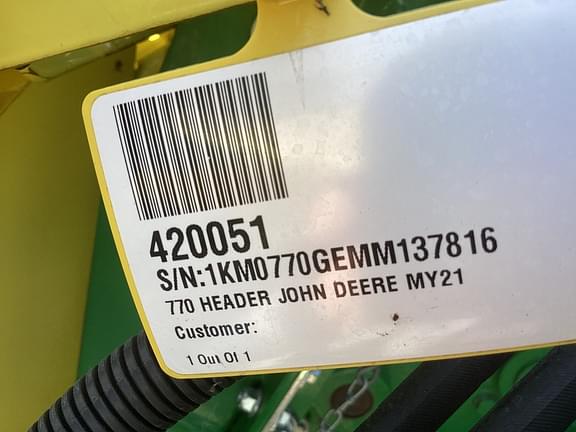 420051
S/N:1KM0770GEMM137816
770 HEADER JOHN DEERE MY21
Customer:
1 Out Of 1